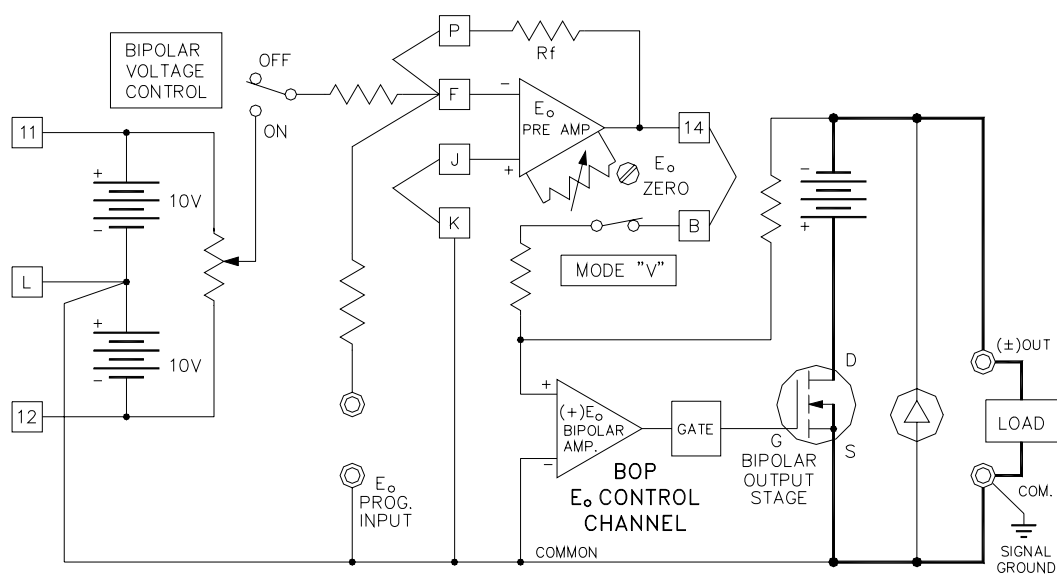 BIPOLAR
VOLTAGE
CONTROL
OFF
ON
11
+
10V
-
L
+
10V
-
12
P
Rf
F
-
Eo
PRE AMP
+
J
K
14
Eo
ZERO
B
MODE "V"
-
+
+
(+)Eo
BIPOLAR
AMP.
-
GATE
G
D
S
BIPOLAR
OUTPUT
STAGE
BOP
Eo CONTROL
CHANNEL
Eo
PROG.
INPUT
COMMON
(±)OUT
LOAD
COM.
SIGNAL
GROUND